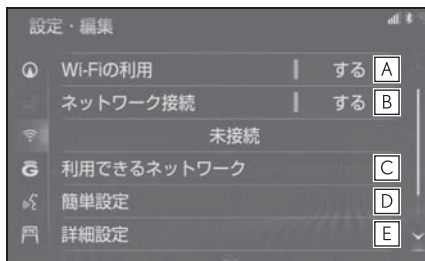 設定・編集
Wi-Fiの利用 する A
ネットワーク接続 する B
未接続
利用できるネットワーク C
簡単設定 D
詳細設定 E